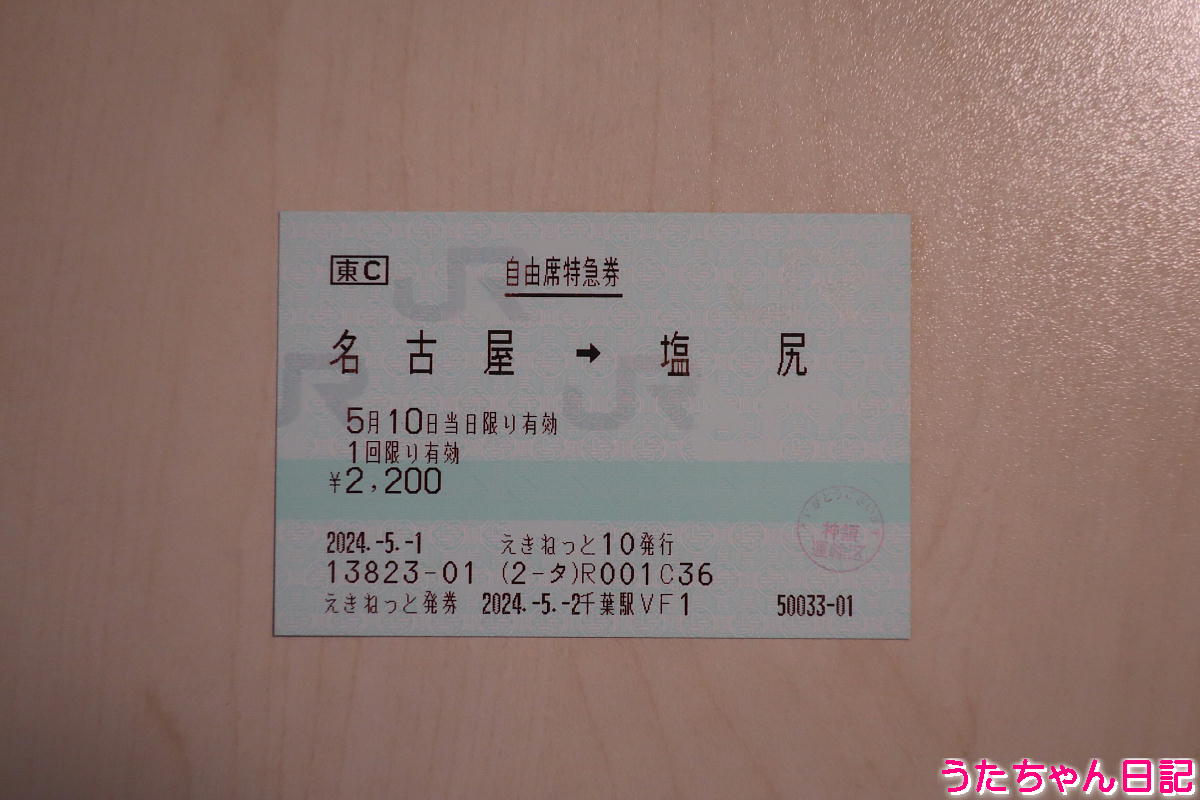 東C 自由席特急券
名古屋 → 塩尻
5月10日当日限り有効
1回限り有効
¥2,200
2024.-5.-1 えきねっと10発行
13823-01 (2-タ)R001C36
えきねっと発券 2024.-5.-2千葉駅VF1 50033-01
JR
JR
JR
うたちゃん日記